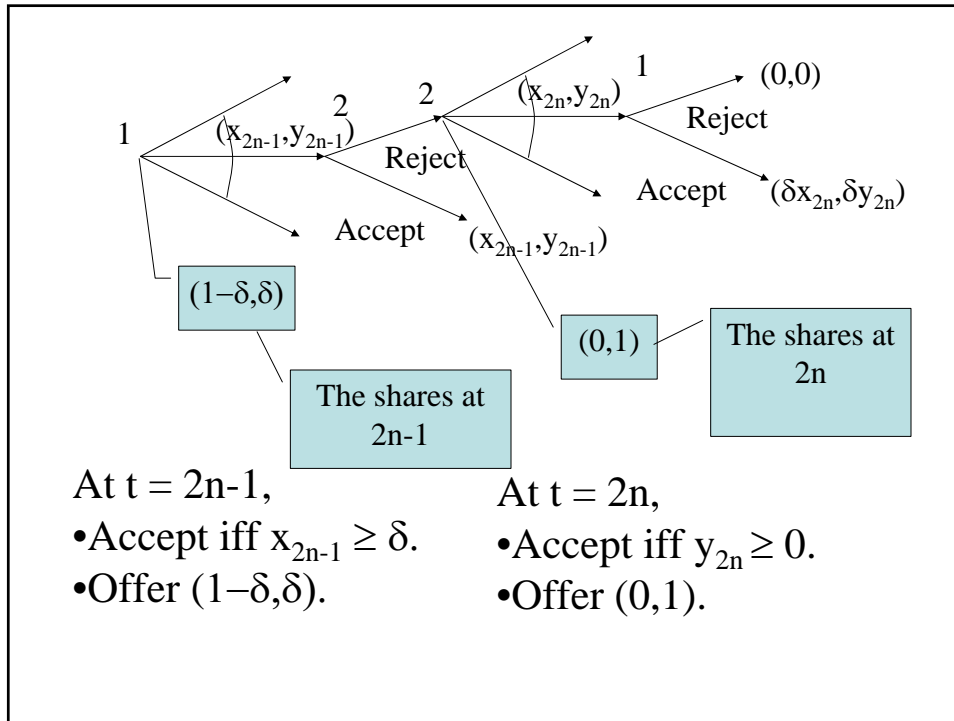 1
(x₂ₙ₋₁,y₂ₙ₋₁)
2
Reject
Accept
(x₂ₙ₋₁,y₂ₙ₋₁)
2
(x₂ₙ,y₂ₙ)
1
(0,0)
Reject
Accept
(δx₂ₙ,δy₂ₙ)
(1–δ,δ)
The shares at
2n-1
(0,1)
The shares at
2n
At t = 2n-1,
•Accept iff x₂ₙ₋₁ ≥ δ.
•Offer (1–δ,δ).
At t = 2n,
•Accept iff y₂ₙ ≥ 0.
•Offer (0,1).